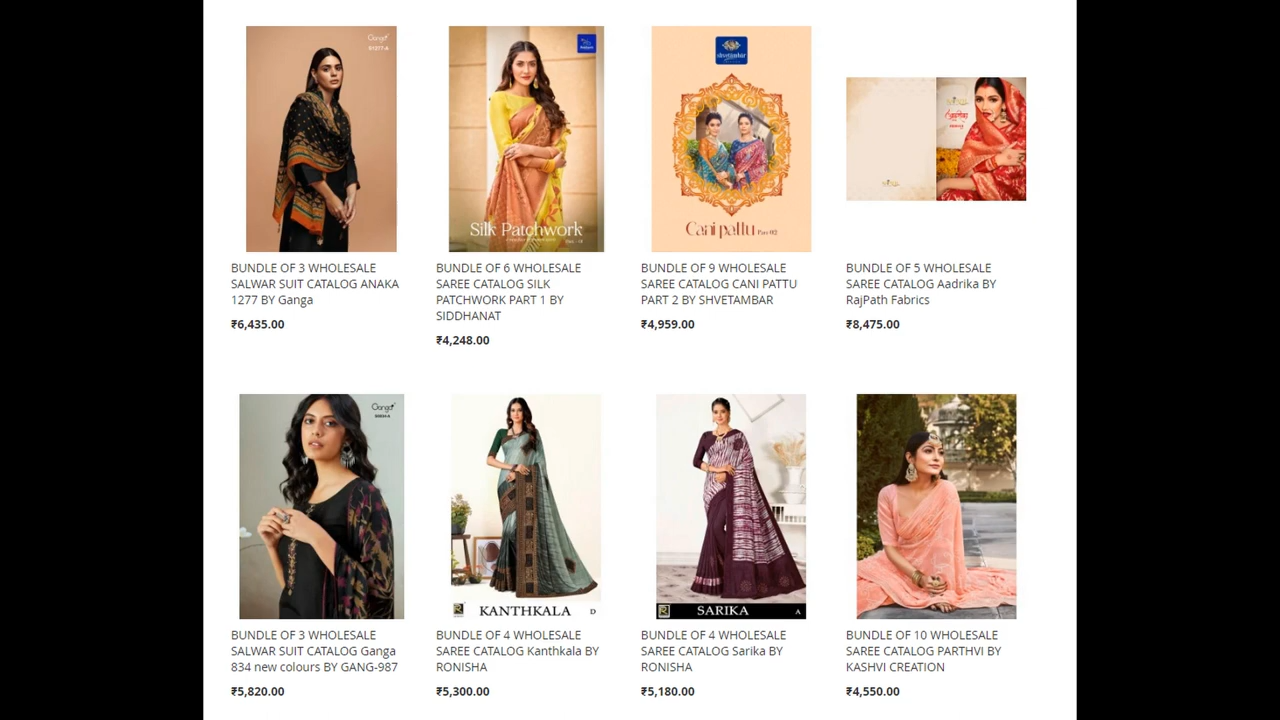 Ganga
S1277-A
shvetambar
Silk Patchwork
Cani pattu Part 02
BUNDLE OF 3 WHOLESALE
SALWAR SUIT CATALOG ANAKA
1277 BY Ganga
₹6,435.00
BUNDLE OF 6 WHOLESALE
SAREE CATALOG SILK
PATCHWORK PART 1 BY
SIDDHANAT
₹4,248.00
BUNDLE OF 9 WHOLESALE
SAREE CATALOG CANI PATTU
PART 2 BY SHVETAMBAR
₹4,959.00
BUNDLE OF 5 WHOLESALE
SAREE CATALOG Aadrika BY
RajPath Fabrics
₹8,475.00
Ganga
KANTHKALA D
SARIKA A
BUNDLE OF 3 WHOLESALE
SALWAR SUIT CATALOG Ganga
834 new colours BY GANG-987
₹5,820.00
BUNDLE OF 4 WHOLESALE
SAREE CATALOG Kanthkala BY
RONISHA
₹5,300.00
BUNDLE OF 4 WHOLESALE
SAREE CATALOG Sarika BY
RONISHA
₹5,180.00
BUNDLE OF 10 WHOLESALE
SAREE CATALOG PARTHVI BY
KASHVI CREATION
₹4,550.00